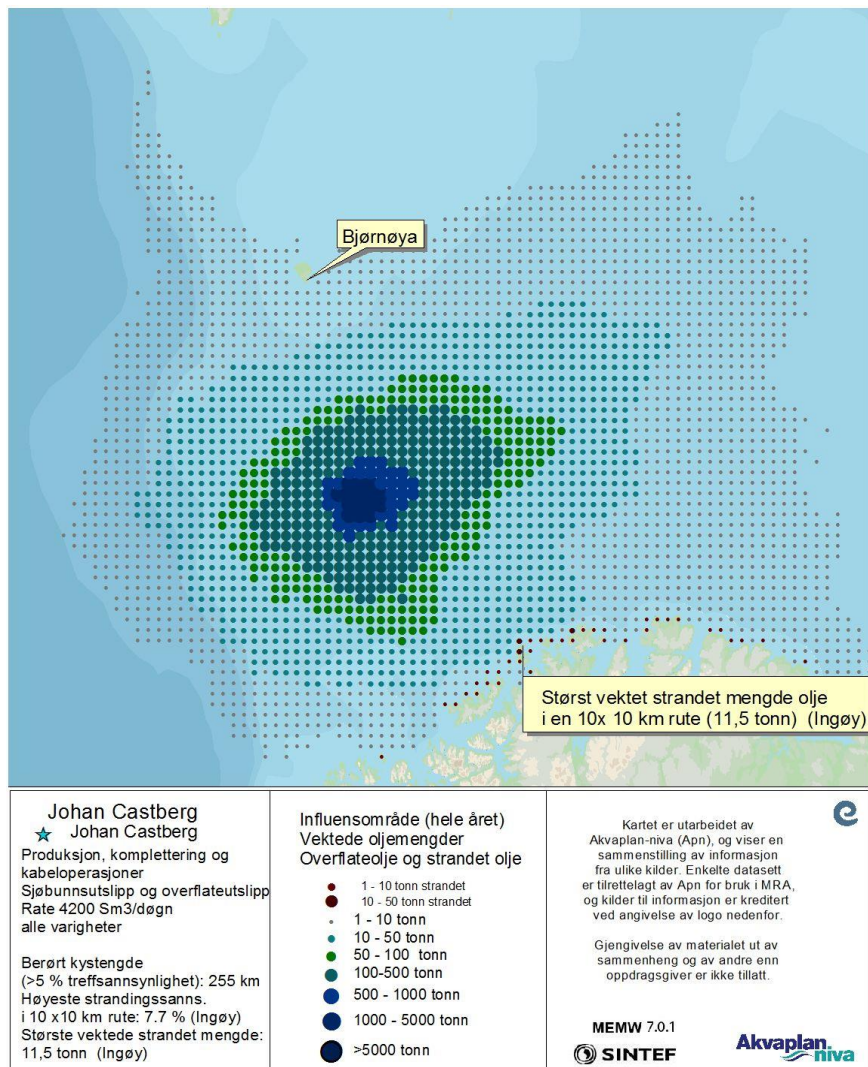 Bjørnøya
Størst vektet strandet mengde olje
i en 10x 10 km rute (11,5 tonn) (Ingøy)
Johan Castberg
Johan Castberg
Produksjon, komplettering og
kabeloperasjoner
Sjøbunnsutslipp og overflateutslipp
Rate 4200 Sm3/døgn
alle varigheter
Berørt kystengde
(>5 % treffsannsynlighet): 255 km
Høyeste strandingssanns.
i 10 x10 km rute: 7.7 % (Ingøy)
Største vektede strandet mengde:
11,5 tonn (Ingøy)
Influensområde (hele året)
Vektede oljemengder
Overflateolje og strandet olje
1 - 10 tonn strandet
10 - 50 tonn strandet
1 - 10 tonn
10 - 50 tonn
50 - 100 tonn
100-500 tonn
500 - 1000 tonn
1000 - 5000 tonn
>5000 tonn
Kartet er utarbeidet av
Akvaplan-niva (Apn), og viser en
sammenstilling av informasjon
fra ulike kilder. Enkelte datasett
er tilrettelagt av Apn for bruk i MRA,
og kilder til informasjon er kreditert
ved angivelse av logo nedenfor.
Gjengivelse av materialet ut av
sammenheng og av andre enn
oppdragsgiver er ikke tillatt.
MEMW 7.0.1
SINTEF
Akvaplan
niva